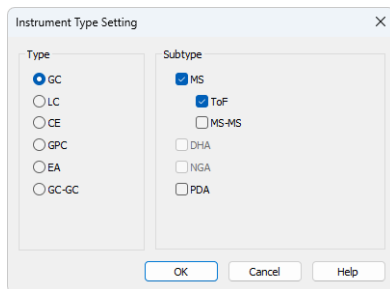 Instrument Type Setting
Type
GC
LC
CE
GPC
EA
GC-GC
Subtype
MS
ToF
MS-MS
DHA
NGA
PDA
OK
Cancel
Help